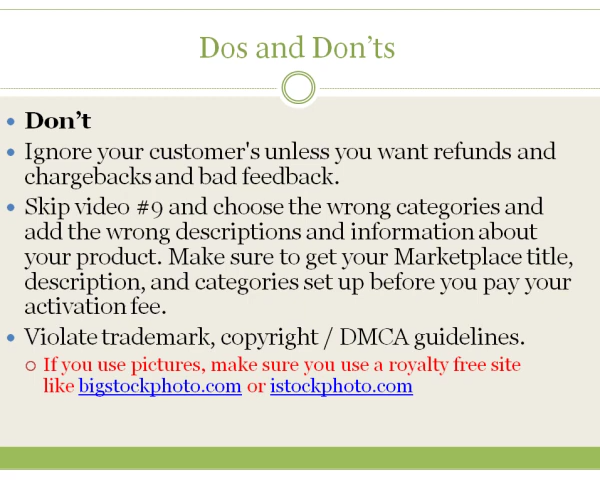 Dos and Don’ts
Don’t
Ignore your customer's unless you want refunds and
chargebacks and bad feedback.
Skip video #9 and choose the wrong categories and
add the wrong descriptions and information about
your product. Make sure to get your Marketplace title,
description, and categories set up before you pay your
activation fee.
Violate trademark, copyright / DMCA guidelines.
If you use pictures, make sure you use a royalty free site
like bigstockphoto.com or istockphoto.com